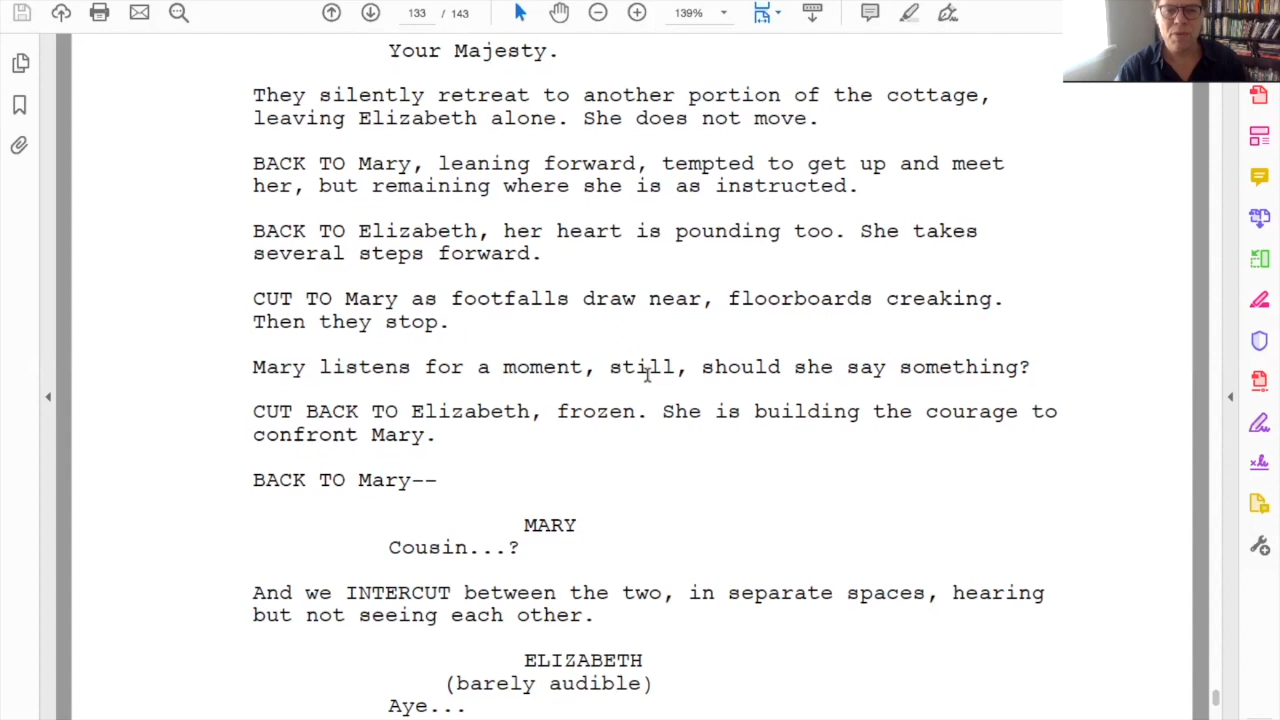 133 / 143
139%
Your Majesty.
They silently retreat to another portion of the cottage,
leaving Elizabeth alone. She does not move.
BACK TO Mary, leaning forward, tempted to get up and meet
her, but remaining where she is as instructed.
BACK TO Elizabeth, her heart is pounding too. She takes
several steps forward.
CUT TO Mary as footfalls draw near, floorboards creaking.
Then they stop.
Mary listens for a moment, still, should she say something?
CUT BACK TO Elizabeth, frozen. She is building the courage to
confront Mary.
BACK TO Mary--
MARY
Cousin...?
And we INTERCUT between the two, in separate spaces, hearing
but not seeing each other.
ELIZABETH
(barely audible)
Aye...